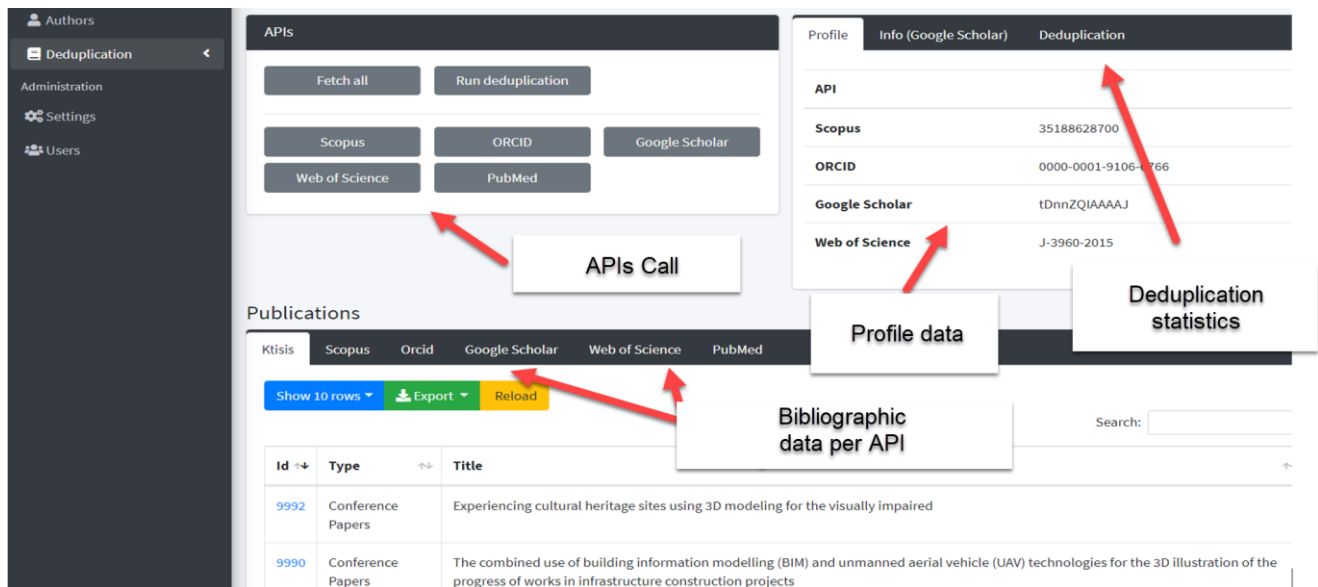 Authors
Deduplication
Administration
Settings
Users
APIs
Fetch all
Run deduplication
Scopus
ORCID
Google Scholar
Web of Science
PubMed
APIs Call
Profile
Info (Google Scholar)
Deduplication
API
Scopus
35188628700
ORCID
0000-0001-9106-
Google Scholar
tDnnZQIAAAAJ
Web of Science
J-3960-2015
Profile data
Deduplication
statistics
Publications
Ktisis
Scopus
Orcid
Google Scholar
Web of Science
PubMed
Show 10 rows
Export
Reload
Bibliographic
data per API
Search:
Id
Type
Title
9992
Conference
Papers
Experiencing cultural heritage sites using 3D modeling for the visually impaired
9990
Conference
Papers
The combined use of building information modelling (BIM) and unmanned aerial vehicle (UAV) technologies for the 3D illustration of the
progress of works in infrastructure construction projects